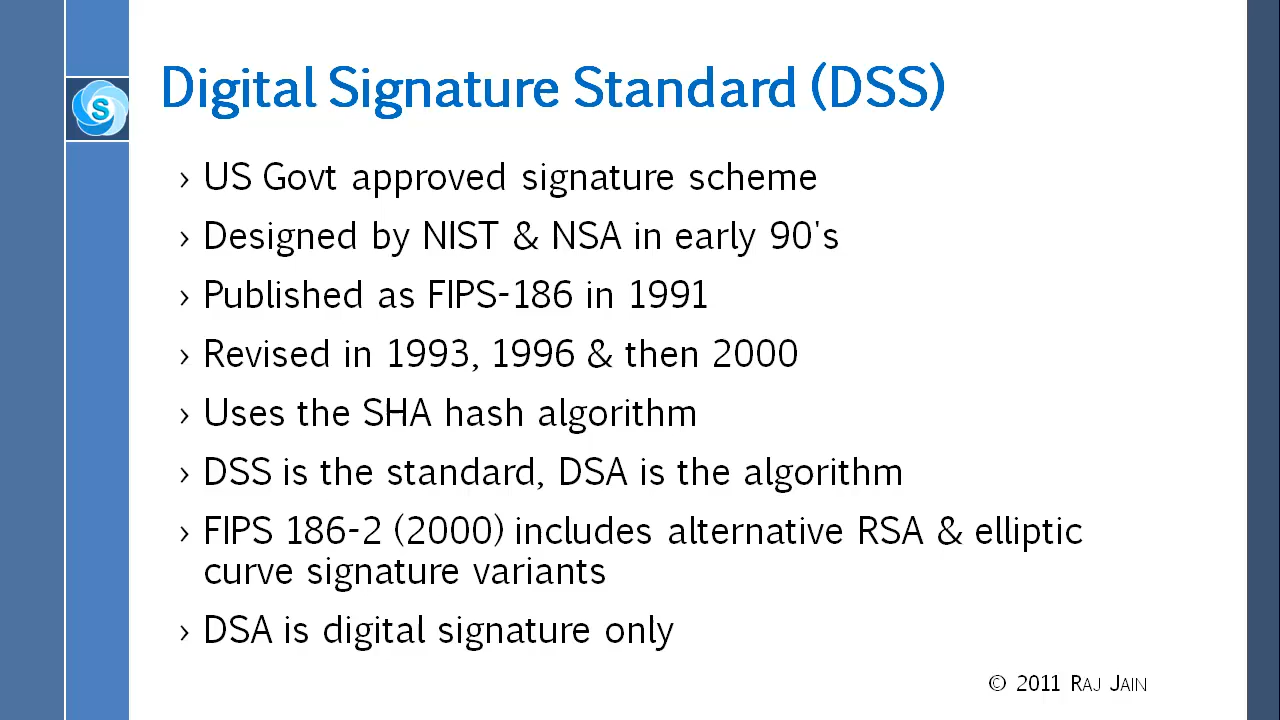 Digital Signature Standard (DSS)
S
› US Govt approved signature scheme
› Designed by NIST & NSA in early 90's
› Published as FIPS-186 in 1991
› Revised in 1993, 1996 & then 2000
› Uses the SHA hash algorithm
› DSS is the standard, DSA is the algorithm
› FIPS 186-2 (2000) includes alternative RSA & elliptic
curve signature variants
› DSA is digital signature only
© 2011 RAJ JAIN